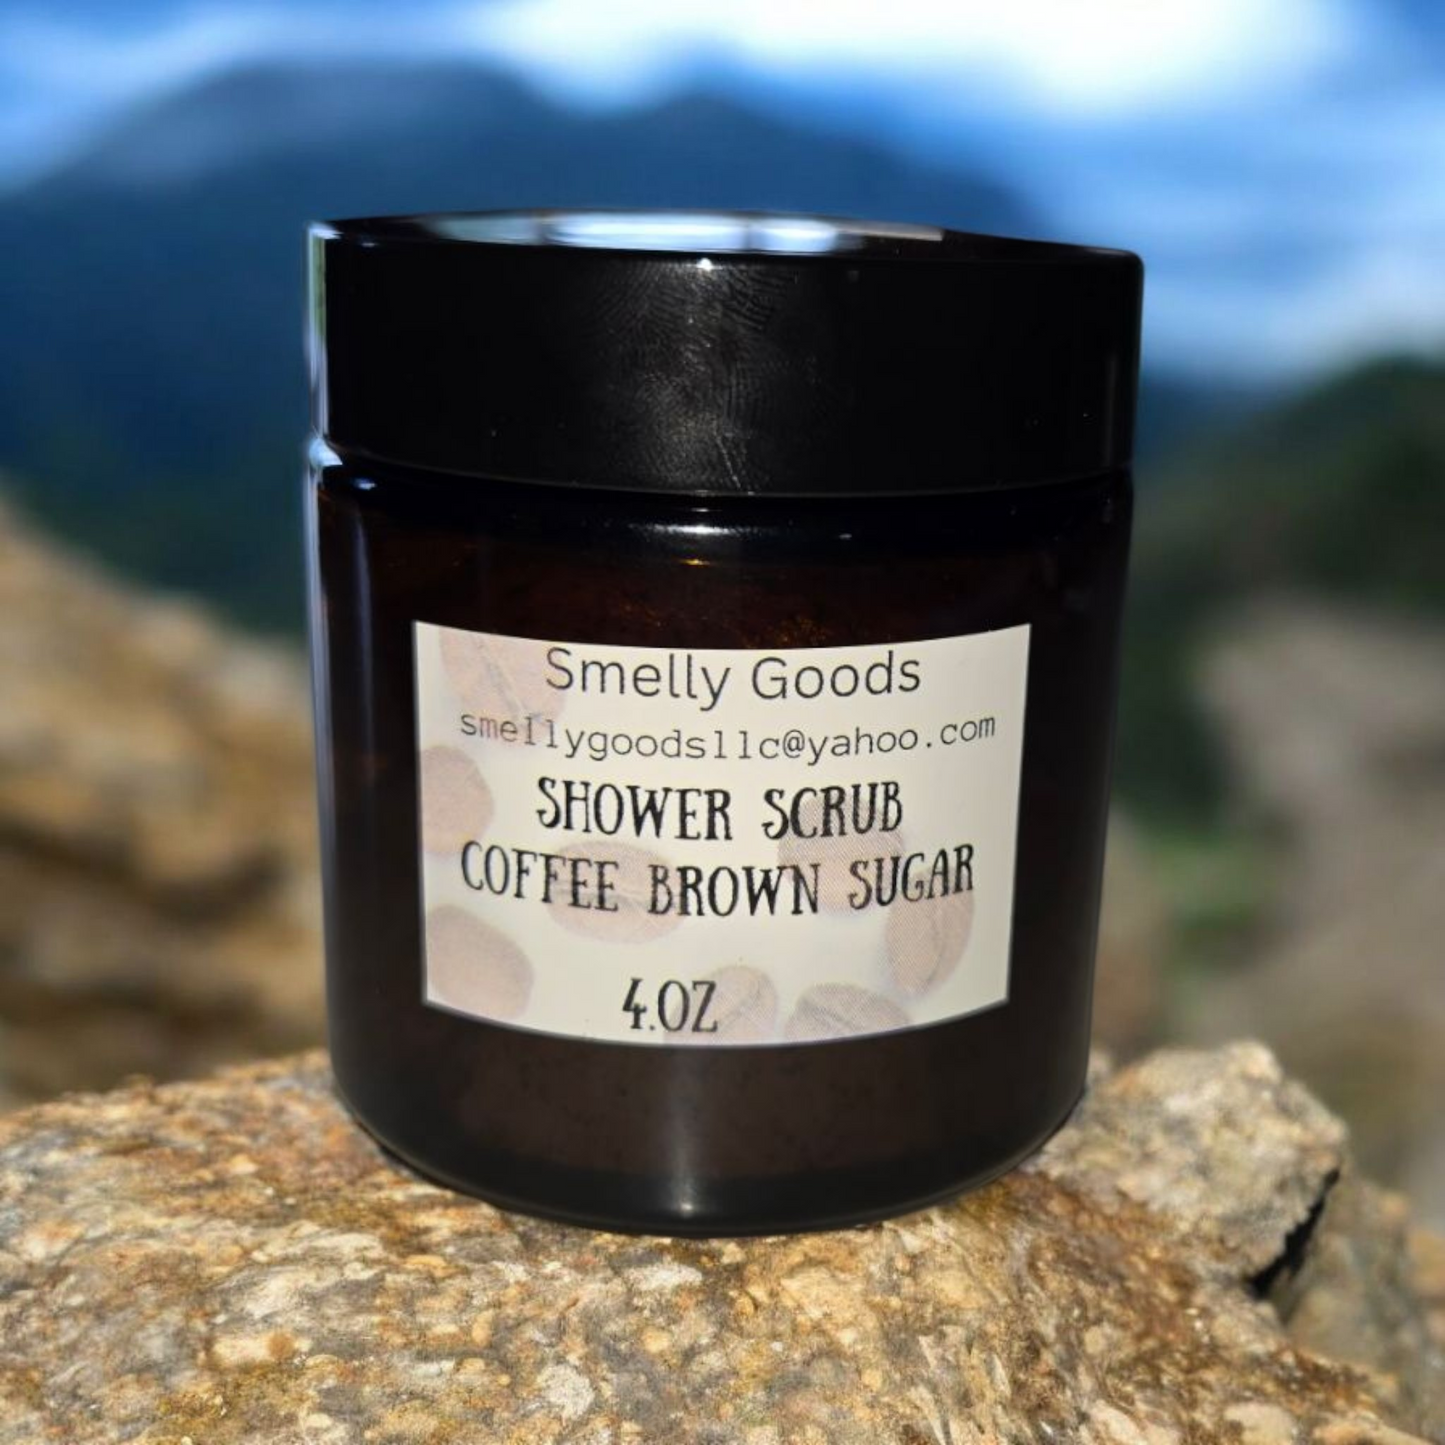 Smelly Goods
smellygoodsllc@yahoo.com
SHOWER SCRUB
COFFEE BROWN SUGAR
4.OZ